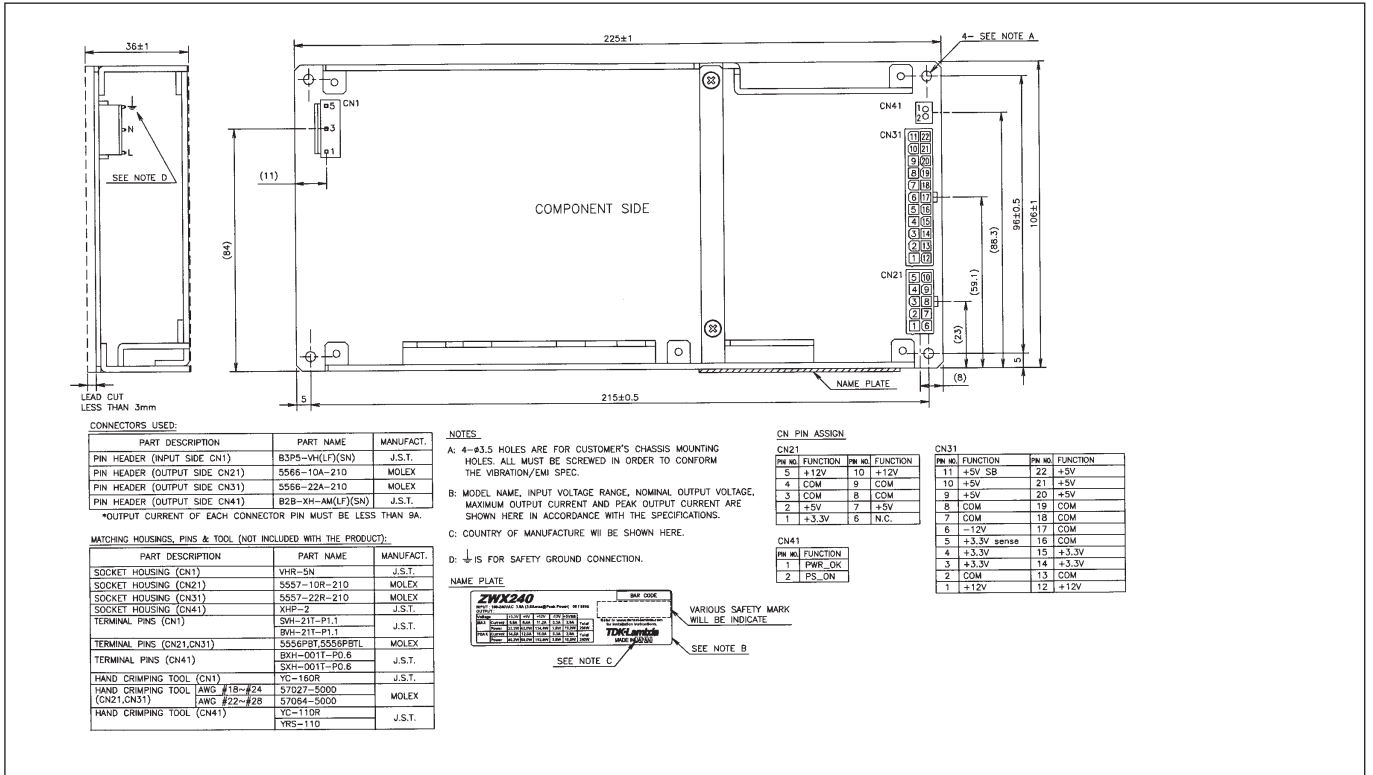 36±1
225±1
4- SEE NOTE A
5
CN1
3
1
N
L
SEE NOTE D
(11)
(84)
COMPONENT SIDE
CN41
1
2
CN31
11 22
10 21
9 20
8 19
7 18
6 17
5 16
4 15
3 14
2 13
1 12
CN21
5 10
4 9
3 8
2 7
1 6
(23)
(59.1)
(88.3)
96±0.5
106±1
5
(8)
NAME PLATE
5
215±0.5
LEAD CUT
LESS THAN 3mm
CONNECTORS USED:
PART DESCRIPTION PART NAME MANUFACT.
PIN HEADER (INPUT SIDE CN1) B3P5-VH(LF)(SN) J.S.T.
PIN HEADER (OUTPUT SIDE CN21) 5566-10A-210 MOLEX
PIN HEADER (OUTPUT SIDE CN31) 5566-22A-210 MOLEX
PIN HEADER (OUTPUT SIDE CN41) B2B-XH-AM(LF)(SN) J.S.T.
*OUTPUT CURRENT OF EACH CONNECTOR PIN MUST BE LESS THAN 9A.
MATCHING HOUSINGS, PINS & TOOL (NOT INCLUDED WITH THE PRODUCT):
PART DESCRIPTION PART NAME MANUFACT.
SOCKET HOUSING (CN1) VHR-5N J.S.T.
SOCKET HOUSING (CN21) 5557-10R-210 MOLEX
SOCKET HOUSING (CN31) 5557-22R-210 MOLEX
SOCKET HOUSING (CN41) XHP-2 J.S.T.
TERMINAL PINS (CN1) SVH-21T-P1.1 J.S.T.
BVH-21T-P1.1
TERMINAL PINS (CN21,CN31) 5556PBT,5556PBTL MOLEX
TERMINAL PINS (CN41) BXH-001T-P0.6 J.S.T.
SXH-001T-P0.6
HAND CRIMPING TOOL (CN1) YC-160R J.S.T.
HAND CRIMPING TOOL (CN21,CN31) AWG #18~#24 57027-5000 MOLEX
AWG #22~#28 57064-5000
HAND CRIMPING TOOL (CN41) YC-110R J.S.T.
YRS-110
NOTES
A: 4-ø3.5 HOLES ARE FOR CUSTOMER'S CHASSIS MOUNTING
HOLES. ALL MUST BE SCREWED IN ORDER TO CONFORM
THE VIBRATION/EMI SPEC.
B: MODEL NAME, INPUT VOLTAGE RANGE, NOMINAL OUTPUT VOLTAGE,
MAXIMUM OUTPUT CURRENT AND PEAK OUTPUT CURRENT ARE
SHOWN HERE IN ACCORDANCE WITH THE SPECIFICATIONS.
C: COUNTRY OF MANUFACTURE WII BE SHOWN HERE.
D: ⏚ IS FOR SAFETY GROUND CONNECTION.
NAME PLATE
ZWX240
BAR CODE
OUTPUT :
TDK-Lambda
MADE IN
VARIOUS SAFETY MARK
WILL BE INDICATE
SEE NOTE B
SEE NOTE C
CN PIN ASSIGN
CN21
PIN NO. FUNCTION PIN NO. FUNCTION
5 +12V 10 +12V
4 COM 9 COM
3 COM 8 COM
2 +5V 7 +5V
1 +3.3V 6 N.C.
CN41
PIN NO. FUNCTION
1 PWR_OK
2 PS_ON
CN31
PIN NO. FUNCTION PIN NO. FUNCTION
11 +5V SB 22 +5V
10 +5V 21 +5V
9 +5V 20 +5V
8 COM 19 COM
7 COM 18 COM
6 -12V 17 COM
5 +3.3V sense 16 COM
4 +3.3V 15 +3.3V
3 +3.3V 14 +3.3V
2 COM 13 COM
1 +12V 12 +12V